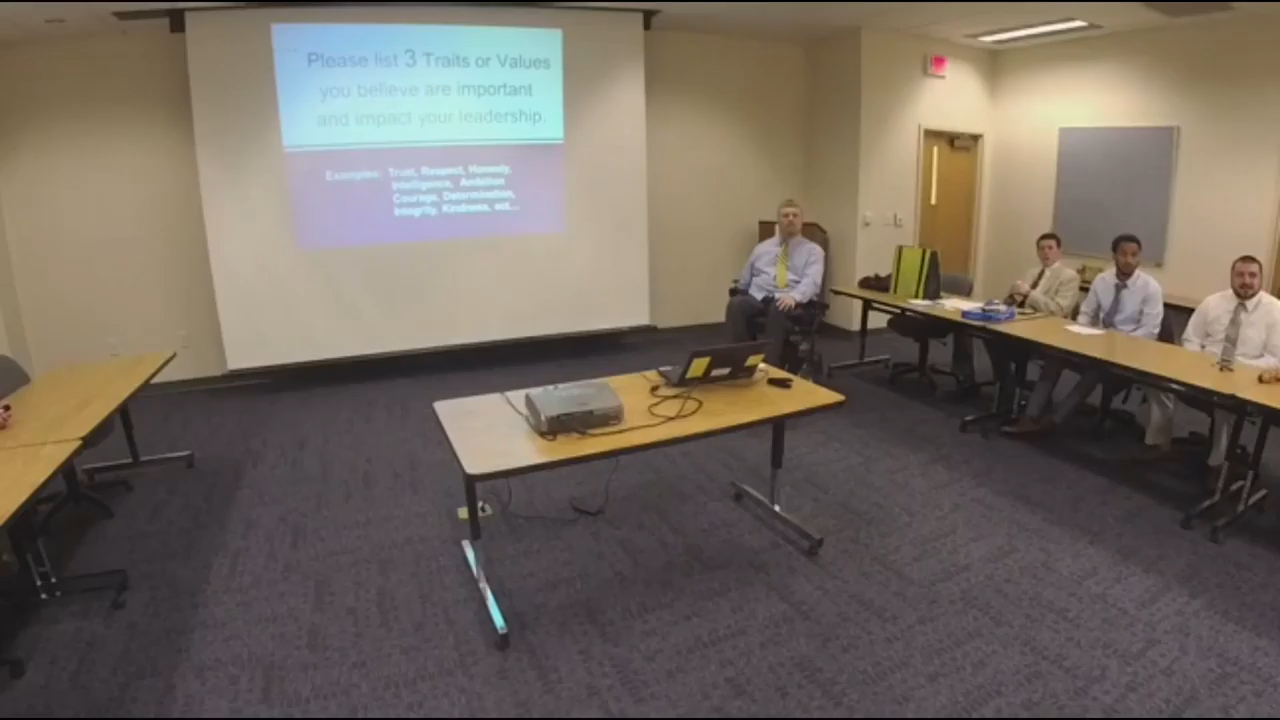 Please list 3 Traits or Values
you believe are important
and impact your leadership.
Examples: Trust, Respect, Honesty,
Intelligence, Ambition
Courage, Determination,
Integrity, Kindness, ect...
EXIT